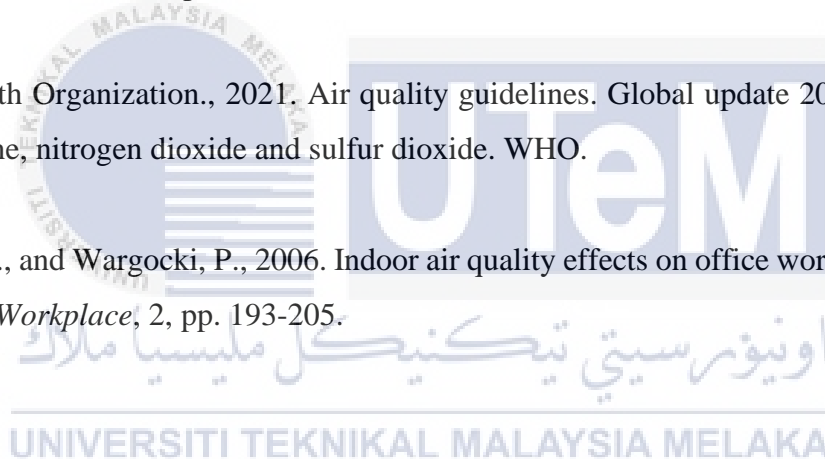 MALAYSIA
th Organization., 2021. Air quality guidelines. Global update 20
ne, nitrogen dioxide and sulfur dioxide. WHO.
UTeM
., and Wargocki, P., 2006. Indoor air quality effects on office wor
Workplace, 2, pp. 193-205.
اونيۏرسيتي تيكنيكل مليسيا ملاك
UNIVERSITI TEKNIKAL MALAYSIA MELAKA